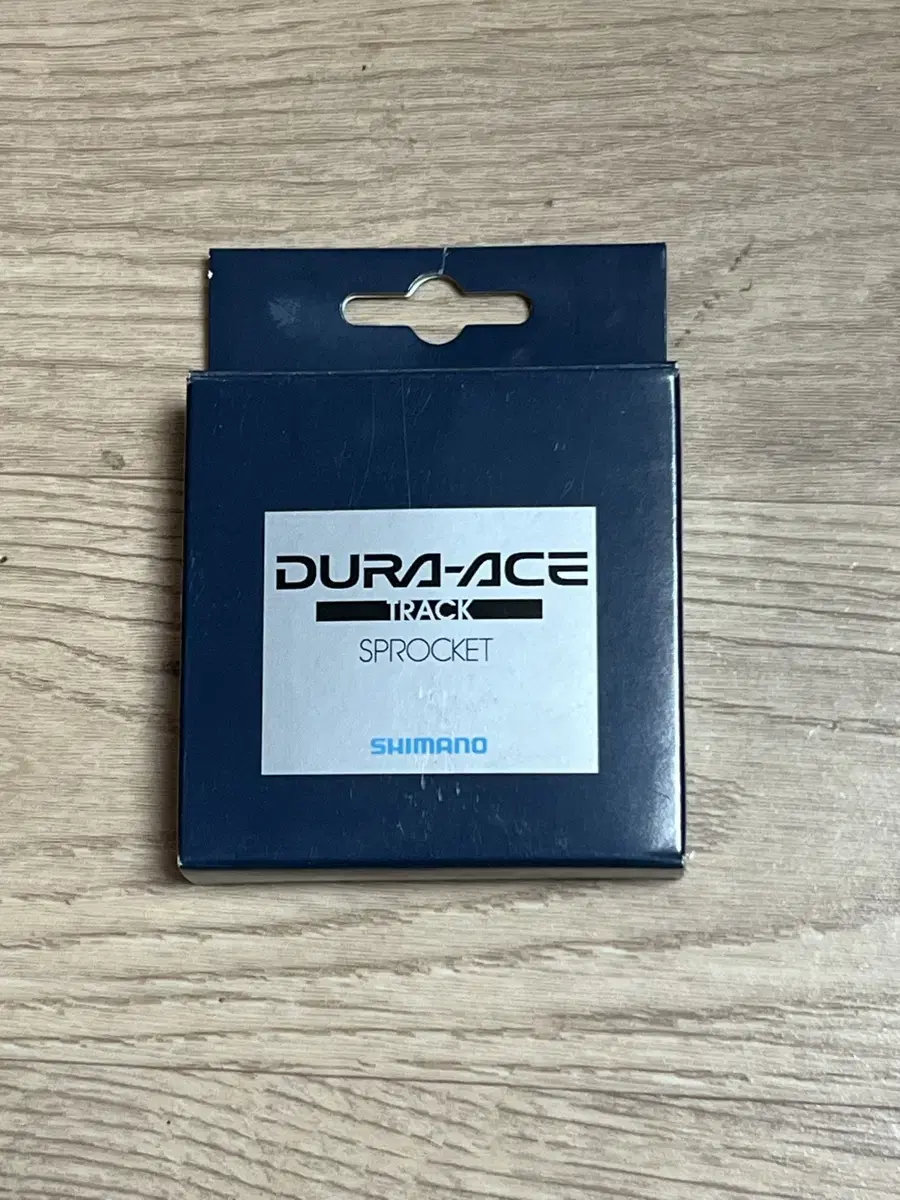 DURA-ACE
TRACK
SPROCKET
SHIMANO